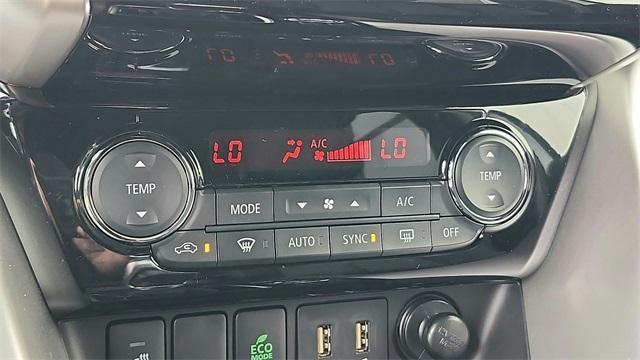 LO A/C LO
TEMP
TEMP
MODE
A/C
AUTO
SYNC
OFF
ECO
MODE